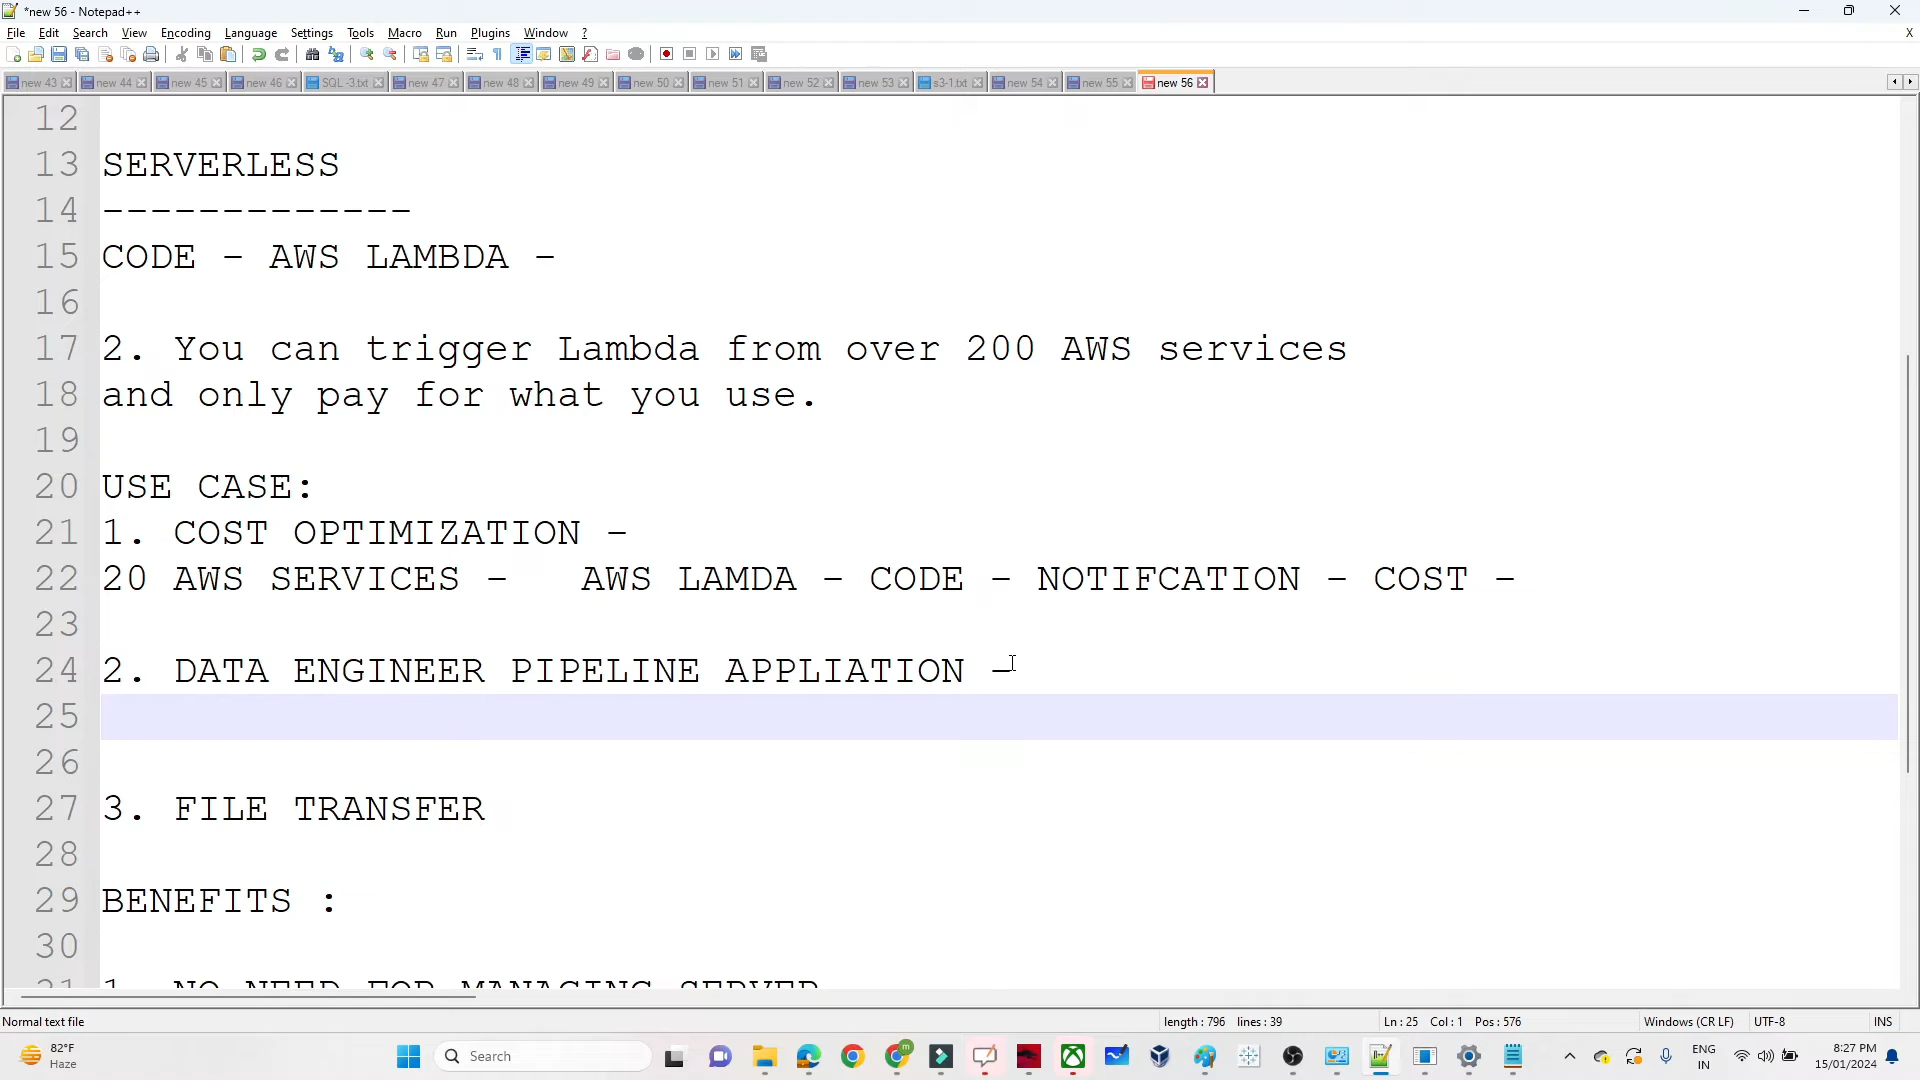 *new 56 - Notepad++
File Edit Search View Encoding Language Settings Tools Macro Run Plugins Window ? X
new 43 new 44 new 45 new 46 SQL -3.txt new 47 new 48 new 49 new 50 new 51 new 52 new 53 s3-1.txt new 54 new 55 new 56
12
13 SERVERLESS
14 -------------
15 CODE - AWS LAMBDA -
16
17 2. You can trigger Lambda from over 200 AWS services
18 and only pay for what you use.
19
20 USE CASE:
21 1. COST OPTIMIZATION -
22 20 AWS SERVICES -   AWS LAMDA - CODE - NOTIFCATION - COST -
23
24 2. DATA ENGINEER PIPELINE APPLIATION -
25
26
27 3. FILE TRANSFER
28
29 BENEFITS :
30
31 1. NO NEED FOR MANAGING SERVER
Normal text file length : 796 lines : 39 Ln : 25 Col : 1 Pos : 576 Windows (CR LF) UTF-8 INS
82°F
Haze
Search
ENG
IN
8:27 PM
15/01/2024